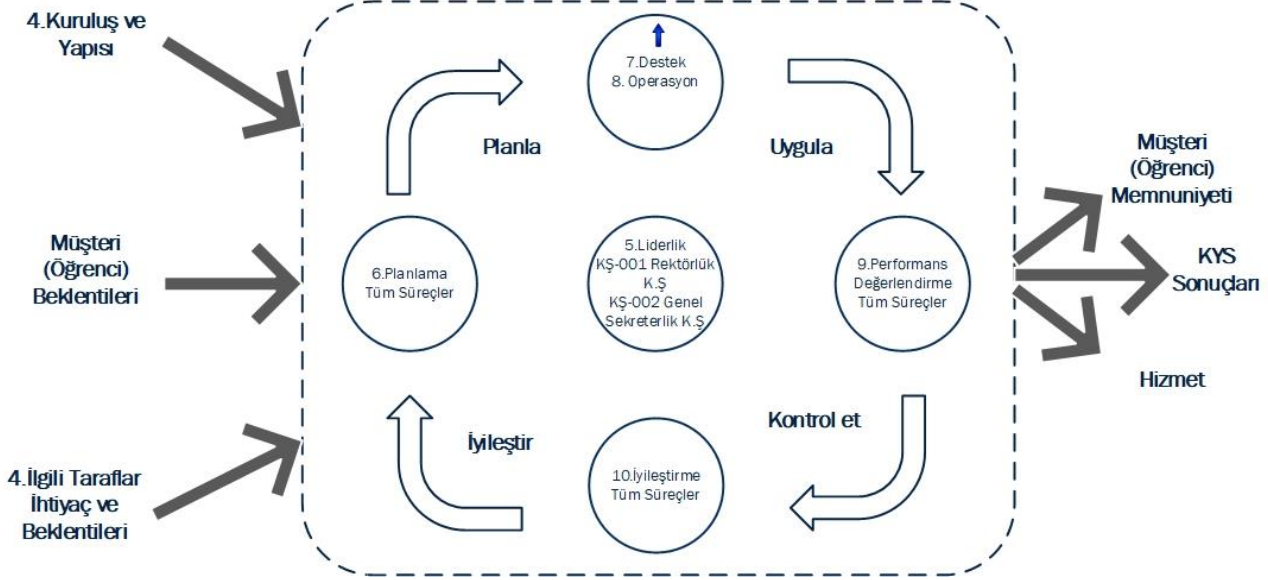 4.Kuruluş ve
Yapısı
Müşteri
(Öğrenci)
Beklentileri
4.İlgili Taraflar
İhtiyaç ve
Beklentileri
7.Destek
8. Operasyon
Planla
Uygula
6.Planlama
Tüm Süreçler
5.Liderlik
KŞ-001 Rektörlük
K.Ş
KŞ-002 Genel
Sekreterlik K.Ş
9.Performans
Değerlendirme
Tüm Süreçler
İyileştir
Kontrol et
10.İyileştirme
Tüm Süreçler
Müşteri
(Öğrenci)
Memnuniyeti
KYS
Sonuçları
Hizmet